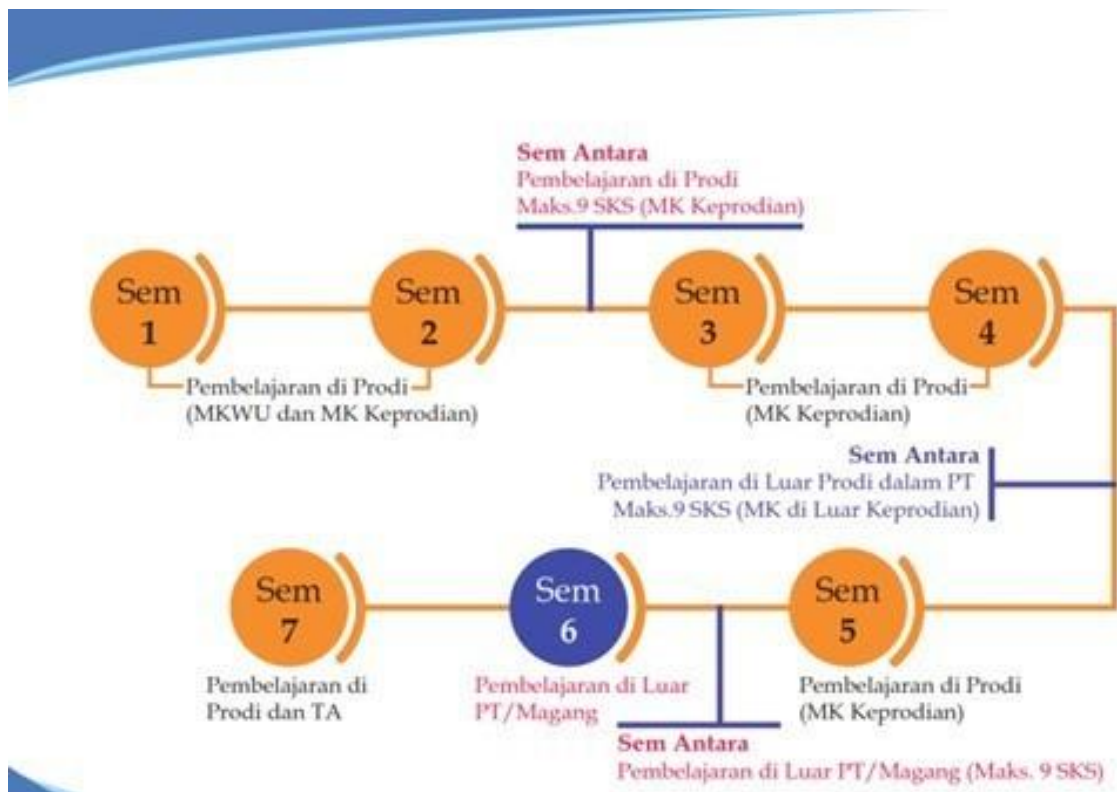 Sem Antara
Pembelajaran di Prodi
Maks.9 SKS (MK Keprodian)
Sem
1
Sem
2
Sem
3
Sem
4
Pembelajaran di Prodi
(MKWU dan MK Keprodian)
Pembelajaran di Prodi
(MK Keprodian)
Sem Antara
Pembelajaran di Luar Prodi dalam PT
Maks.9 SKS (MK di Luar Keprodian)
Sem
7
Sem
6
Sem
5
Pembelajaran di
Prodi dan TA
Pembelajaran di Luar
PT/Magang
Pembelajaran di Prodi
(MK Keprodian)
Sem Antara
Pembelajaran di Luar PT/Magang (Maks. 9 SKS)